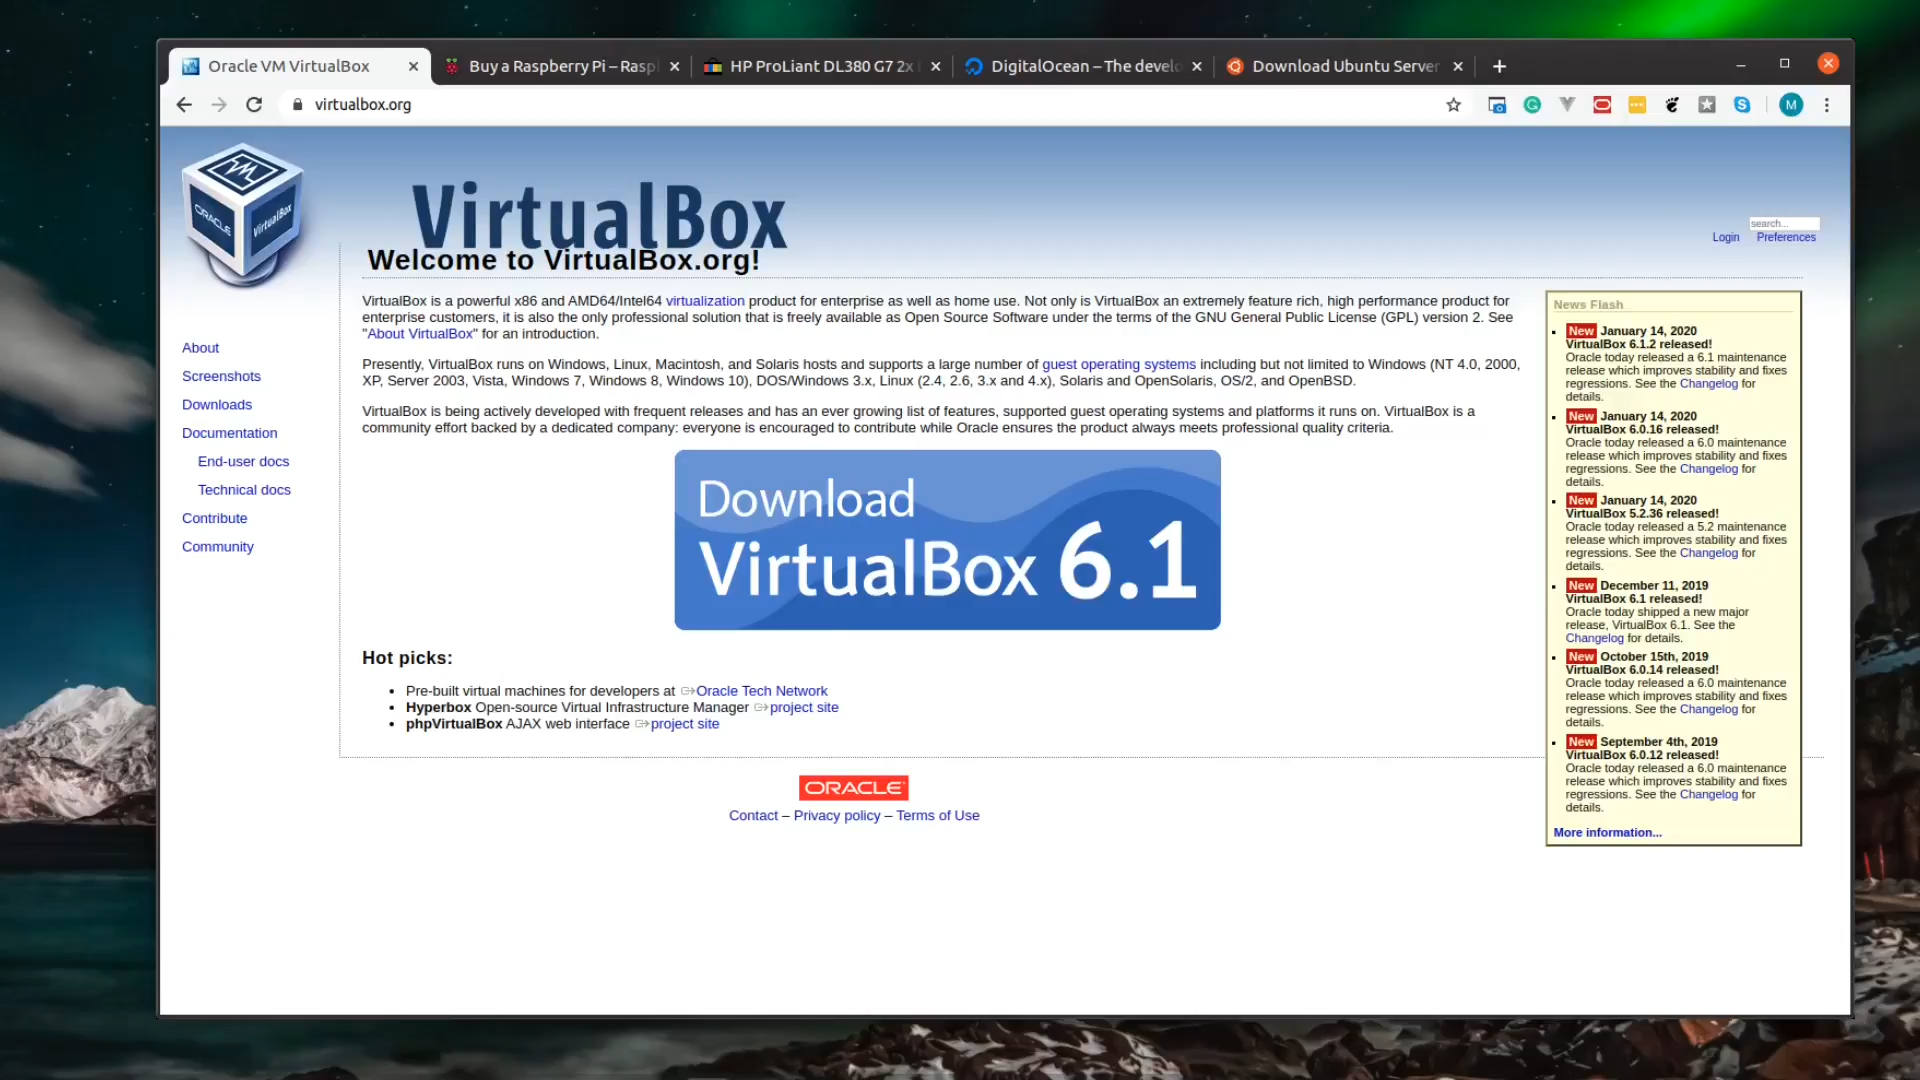 Oracle VM VirtualBox
Buy a Raspberry Pi – Rasp
HP ProLiant DL380 G7 2x
DigitalOcean – The develo
Download Ubuntu Server
virtualbox.org
M
ORACLE
VirtualBox
VirtualBox
search...
Login Preferences
Welcome to VirtualBox.org!
About
Screenshots
Downloads
Documentation
End-user docs
Technical docs
Contribute
Community
VirtualBox is a powerful x86 and AMD64/Intel64 virtualization product for enterprise as well as home use. Not only is VirtualBox an extremely feature rich, high performance product for
enterprise customers, it is also the only professional solution that is freely available as Open Source Software under the terms of the GNU General Public License (GPL) version 2. See
"About VirtualBox" for an introduction.
Presently, VirtualBox runs on Windows, Linux, Macintosh, and Solaris hosts and supports a large number of guest operating systems including but not limited to Windows (NT 4.0, 2000,
XP, Server 2003, Vista, Windows 7, Windows 8, Windows 10), DOS/Windows 3.x, Linux (2.4, 2.6, 3.x and 4.x), Solaris and OpenSolaris, OS/2, and OpenBSD.
VirtualBox is being actively developed with frequent releases and has an ever growing list of features, supported guest operating systems and platforms it runs on. VirtualBox is a
community effort backed by a dedicated company: everyone is encouraged to contribute while Oracle ensures the product always meets professional quality criteria.
Download
VirtualBox 6.1
Hot picks:
Pre-built virtual machines for developers at Oracle Tech Network
Hyperbox Open-source Virtual Infrastructure Manager project site
phpVirtualBox AJAX web interface project site
News Flash
New January 14, 2020
VirtualBox 6.1.2 released!
Oracle today released a 6.1 maintenance
release which improves stability and fixes
regressions. See the Changelog for
details.
New January 14, 2020
VirtualBox 6.0.16 released!
Oracle today released a 6.0 maintenance
release which improves stability and fixes
regressions. See the Changelog for
details.
New January 14, 2020
VirtualBox 5.2.36 released!
Oracle today released a 5.2 maintenance
release which improves stability and fixes
regressions. See the Changelog for
details.
New December 11, 2019
VirtualBox 6.1 released!
Oracle today shipped a new major
release, VirtualBox 6.1. See the
Changelog for details.
New October 15th, 2019
VirtualBox 6.0.14 released!
Oracle today released a 6.0 maintenance
release which improves stability and fixes
regressions. See the Changelog for
details.
New September 4th, 2019
VirtualBox 6.0.12 released!
Oracle today released a 6.0 maintenance
release which improves stability and fixes
regressions. See the Changelog for
details.
More information...
ORACLE
Contact – Privacy policy – Terms of Use